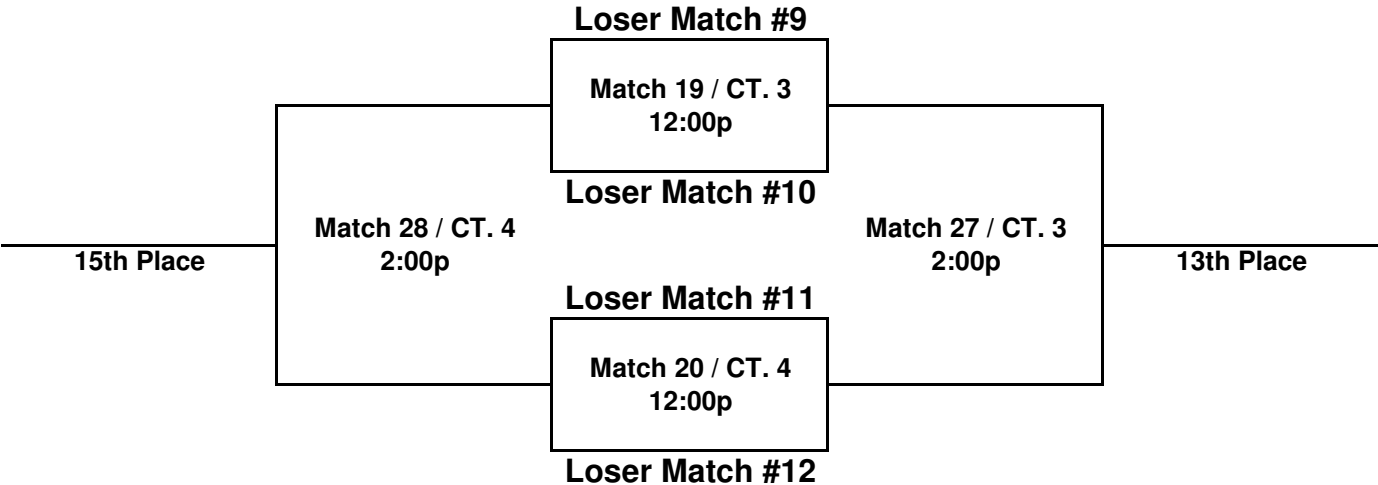 Loser Match #9
Match 19 / CT. 3
12:00p
Loser Match #10
Match 28 / CT. 4
2:00p
Match 27 / CT. 3
2:00p
15th Place
13th Place
Loser Match #11
Match 20 / CT. 4
12:00p
Loser Match #12